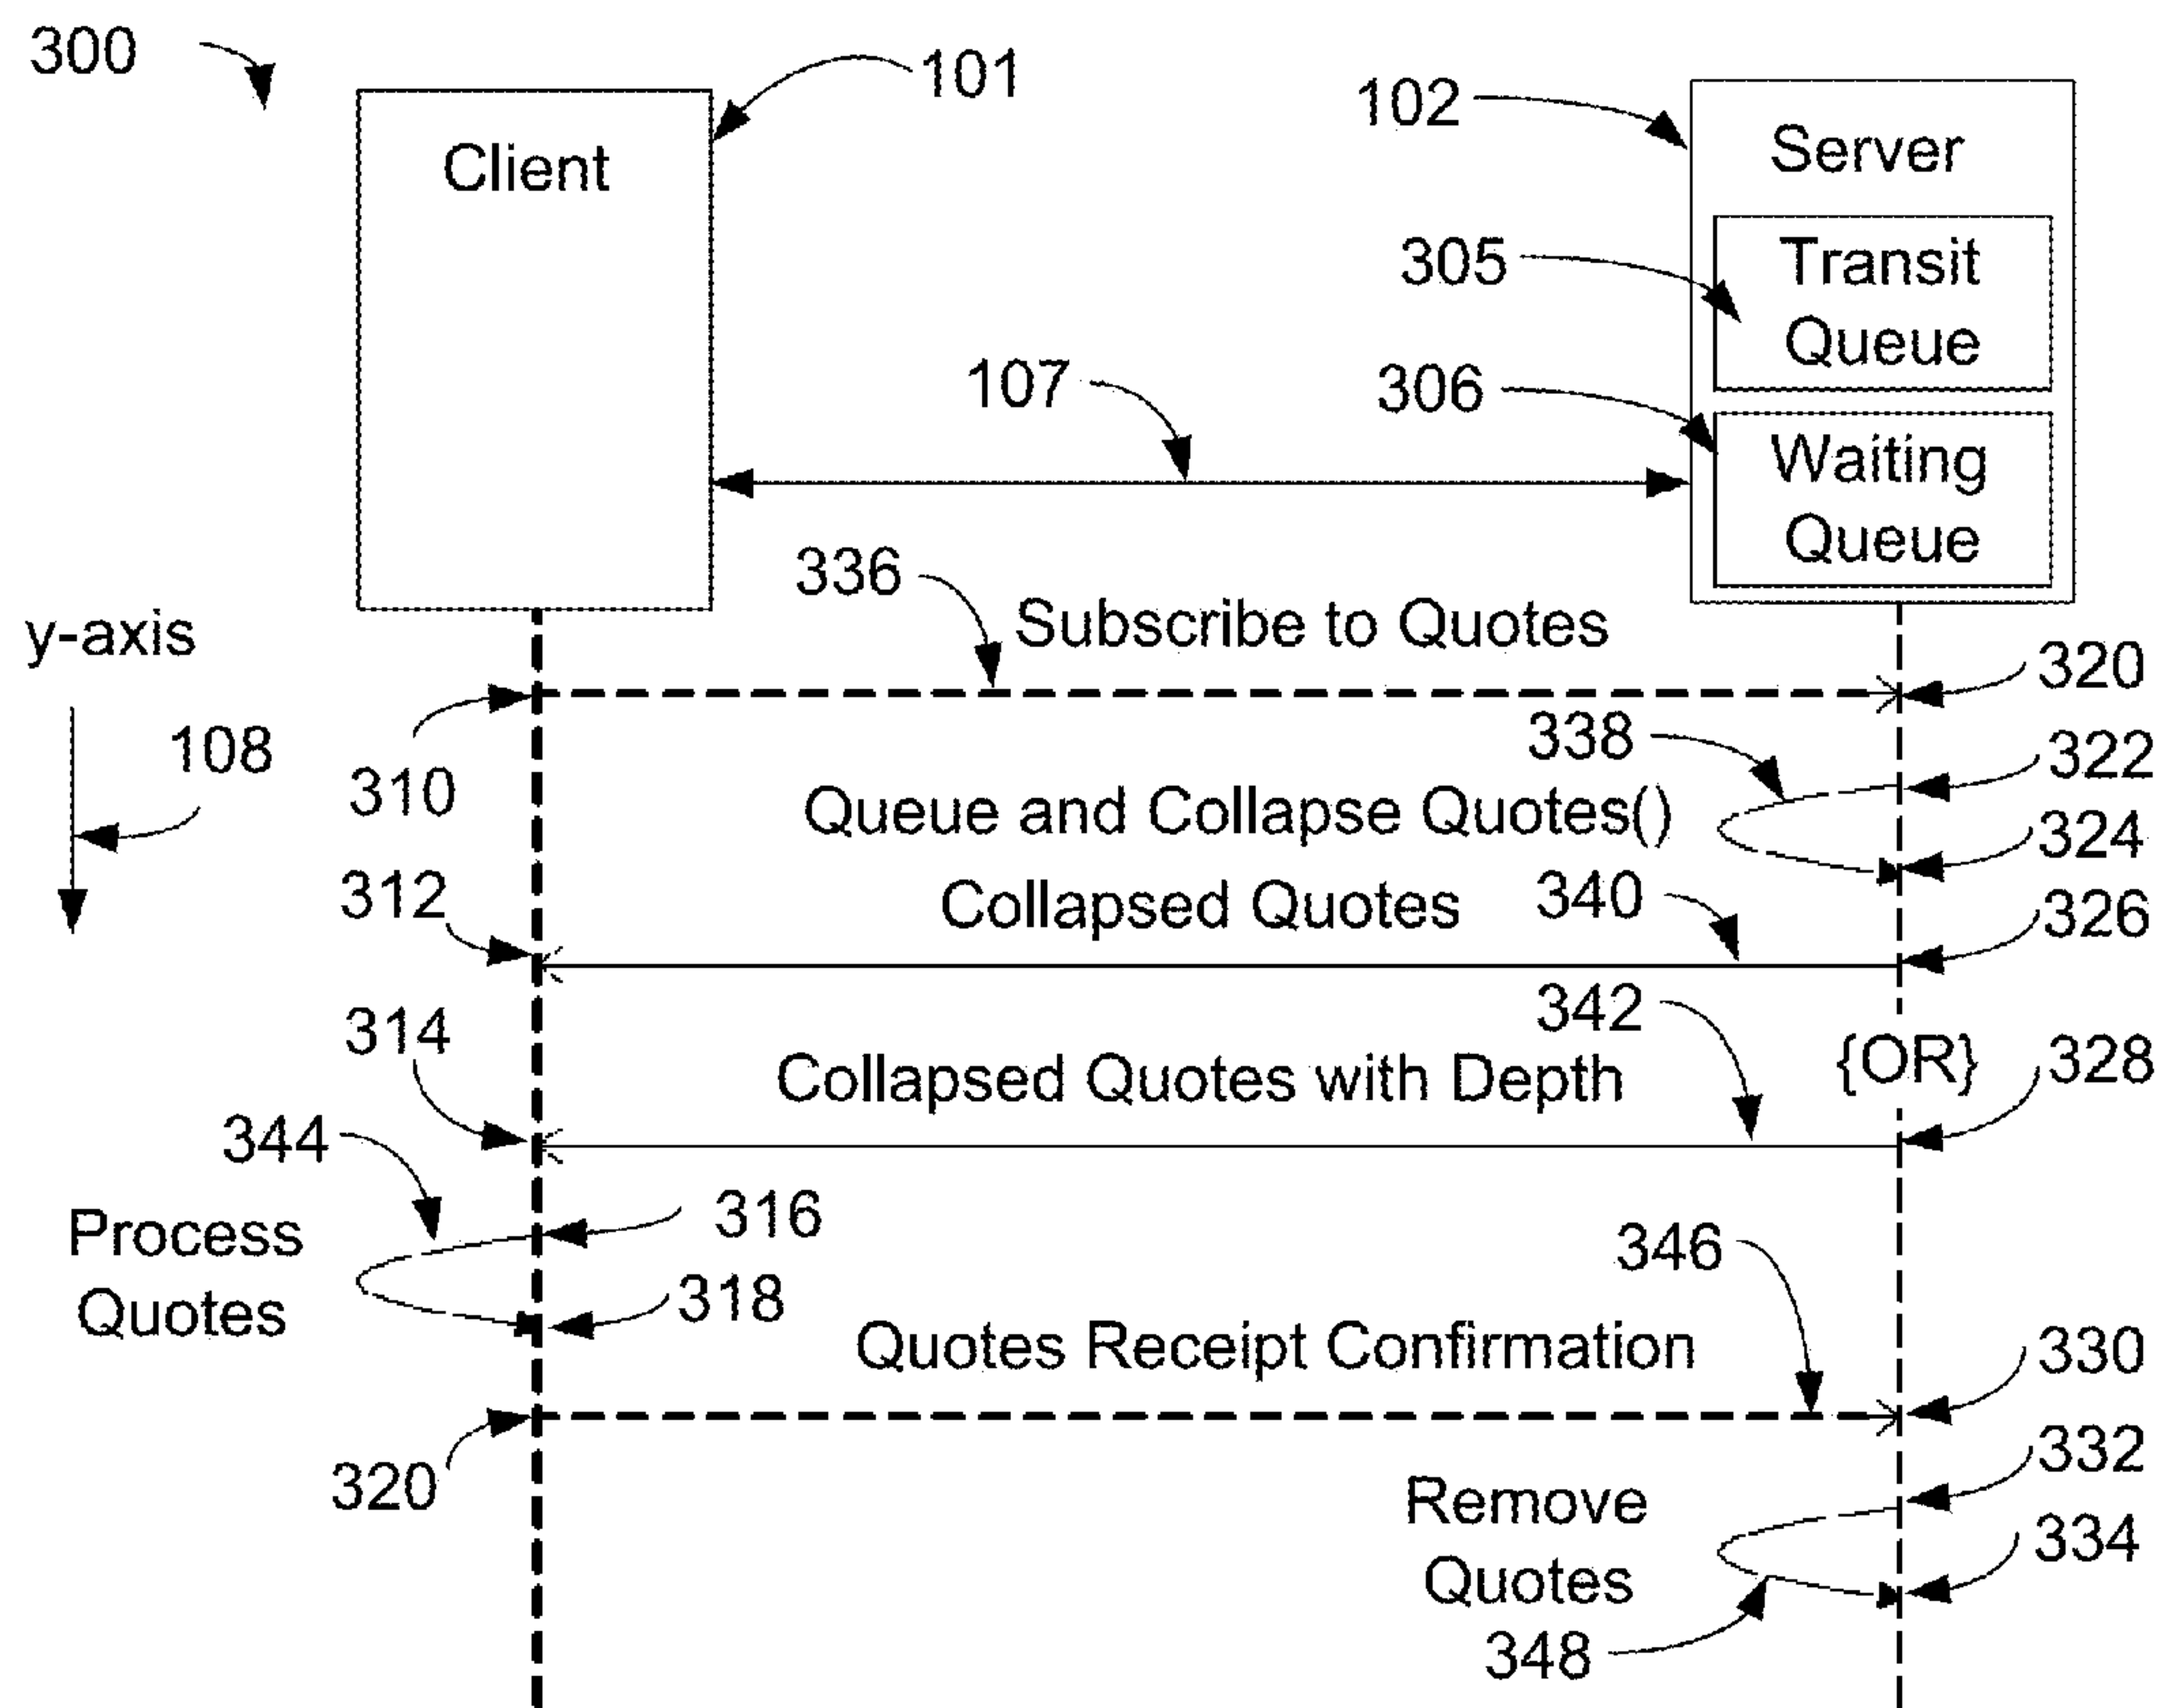 300
101
102
Client
Server
305
Transit
Queue
107
306
Waiting
Queue
336
Subscribe to Quotes
y-axis
320
108
310
338
322
Queue and Collapse Quotes()
324
312
Collapsed Quotes
340
326
314
342
Collapsed Quotes with Depth
{OR}
328
344
Process
Quotes
316
346
318
Quotes Receipt Confirmation
330
320
332
Remove
Quotes
334
348